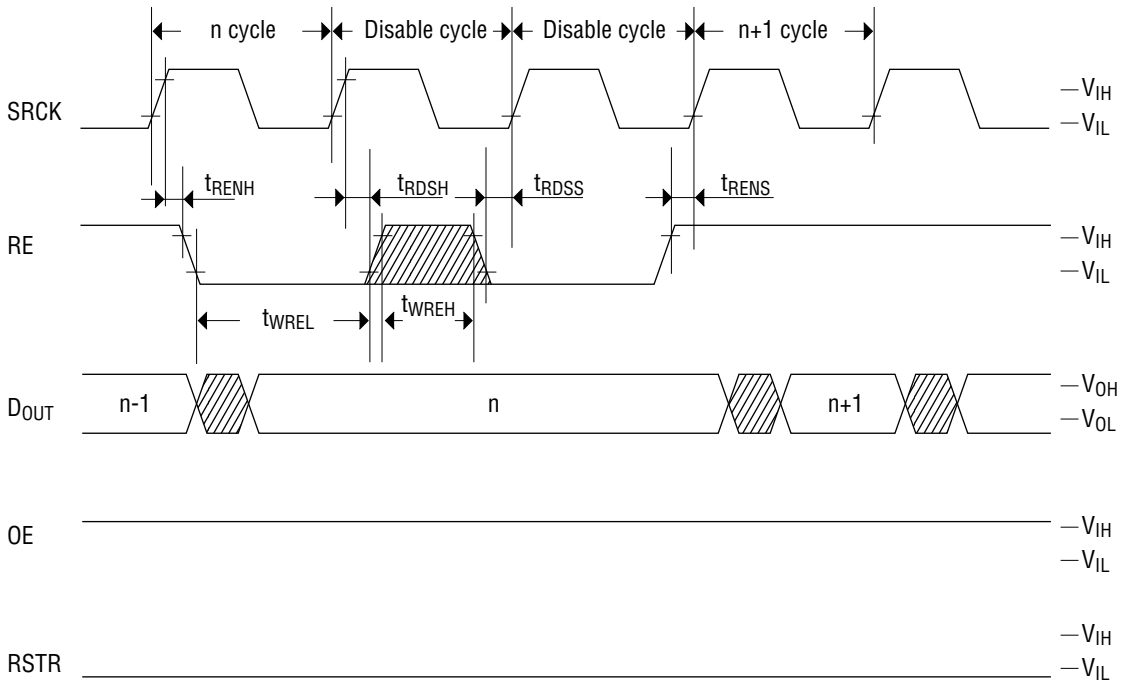 n cycle Disable cycle Disable cycle n+1 cycle
SRCK
VIH
VIL
tRENH tRDSH tRDSS tRENS
RE
VIH
VIL
tWREL tWREH
DOUT n-1 n n+1
VOH
VOL
OE
VIH
VIL
RSTR
VIH
VIL